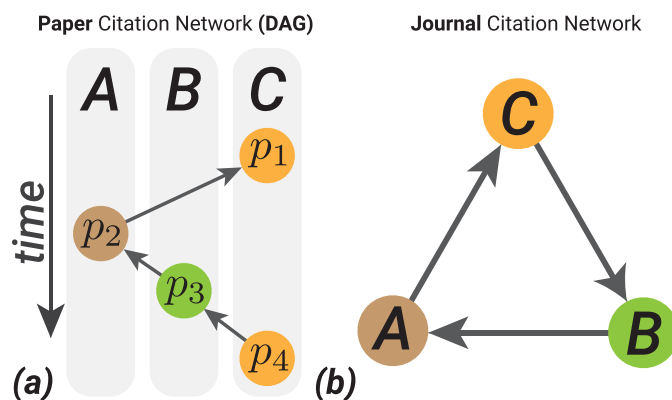 Paper Citation Network (DAG)
A B C
time
p1
p2
p3
p4
(a)
Journal Citation Network
C
A
B
(b)